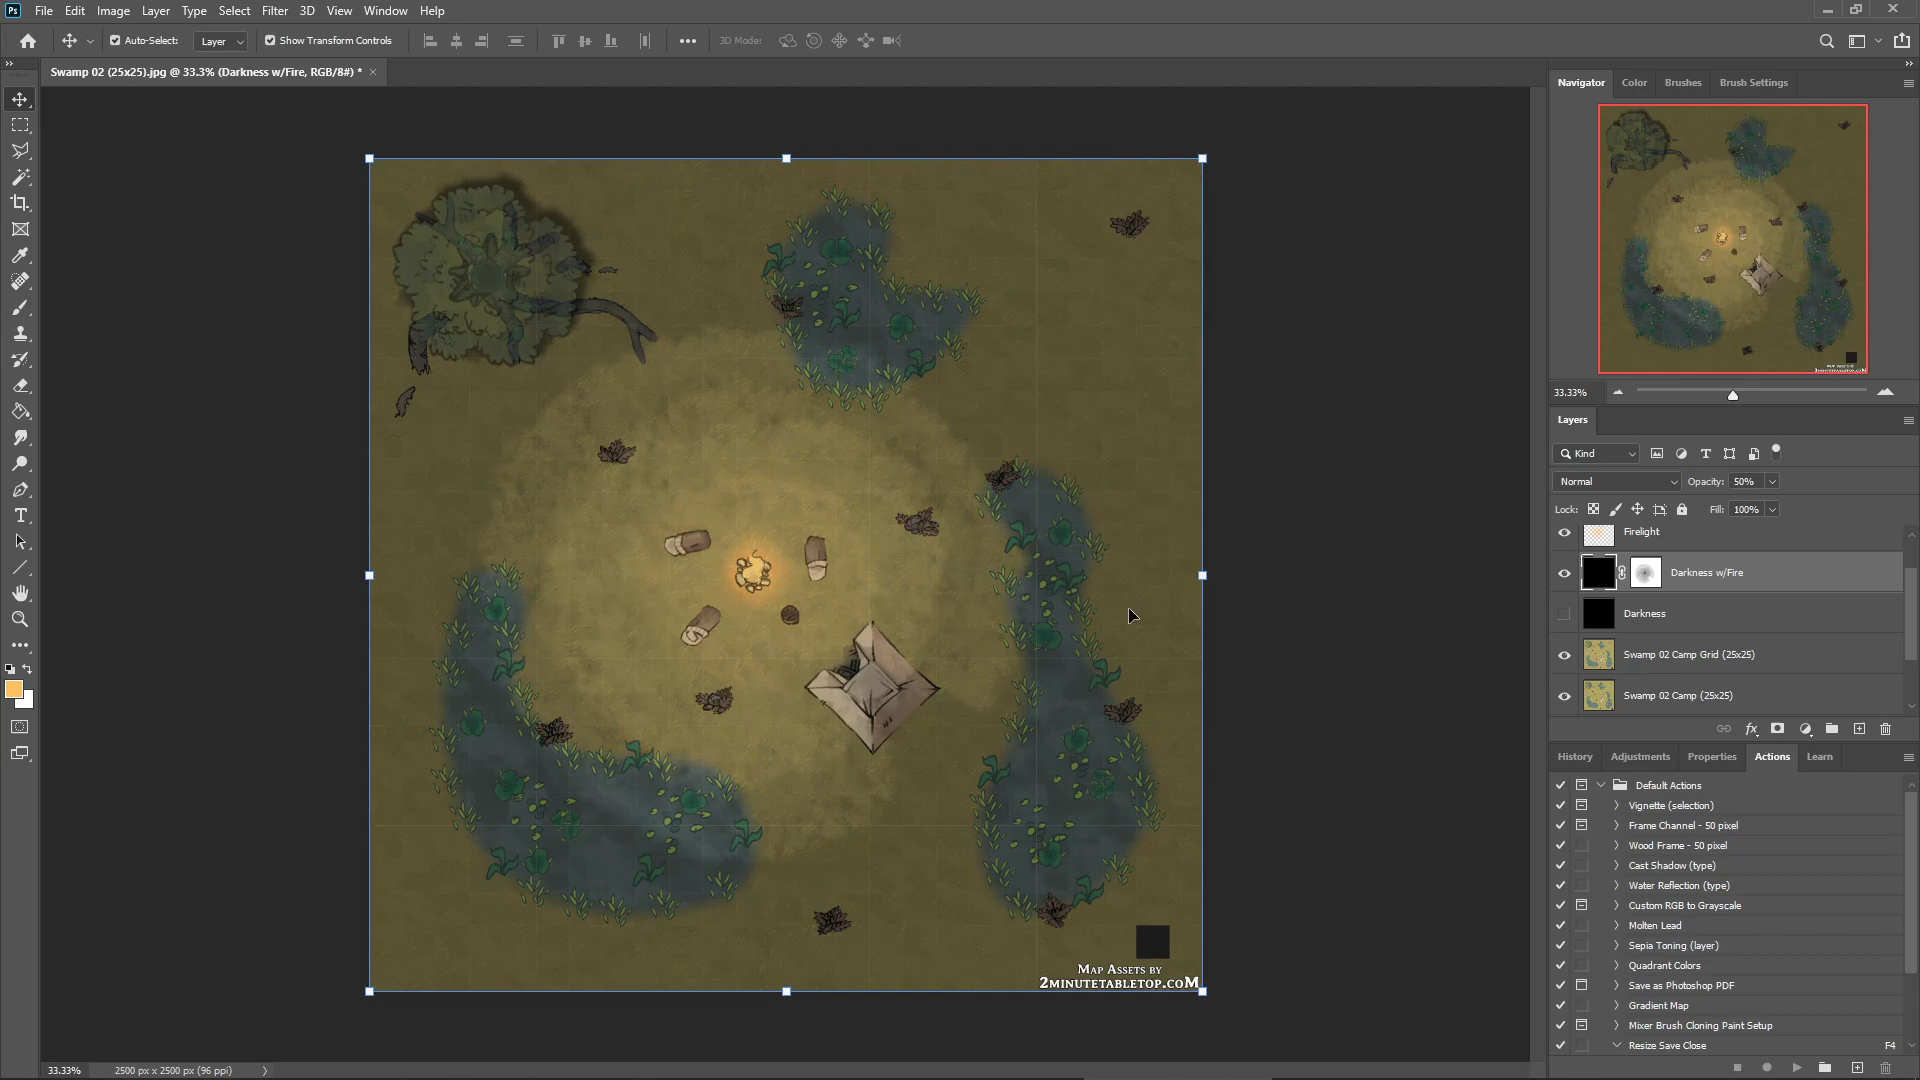 Ps File Edit Image Layer Type Select Filter 3D View Window Help
Auto-Select: Layer Show Transform Controls 3D Mode:
Swamp 02 (25x25).jpg @ 33.3% (Darkness w/Fire, RGB/8#) * ×
Navigator Color Brushes Brush Settings
33.33%
Layers
Kind
Normal Opacity: 50%
Lock: Fill: 100%
Firelight
Darkness w/Fire
Darkness
Swamp 02 Camp Grid (25x25)
Swamp 02 Camp (25x25)
fx
History Adjustments Properties Actions Learn
Default Actions
Vignette (selection)
Frame Channel - 50 pixel
Wood Frame - 50 pixel
Cast Shadow (type)
Water Reflection (type)
Custom RGB to Grayscale
Molten Lead
Sepia Toning (layer)
Quadrant Colors
Save as Photoshop PDF
Gradient Map
Mixer Brush Cloning Paint Setup
Resize Save Close F4
Map Assets by
2minutetabletop.com
33.33% 2500 px x 2500 px (96 ppi)